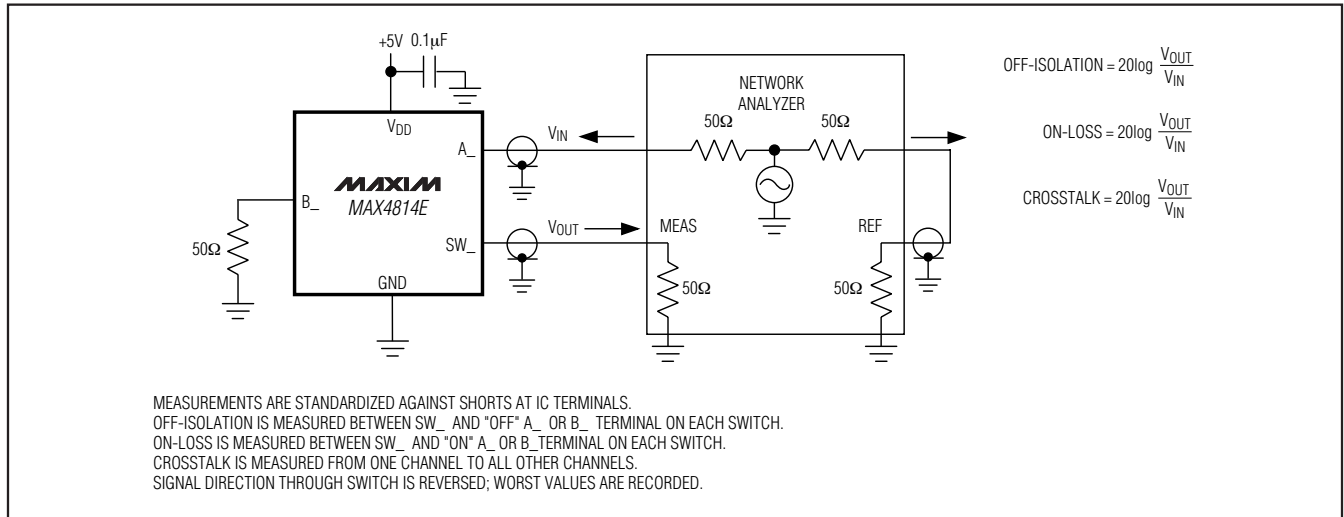 +5V 0.1µF
V_DD
A_
MAXIM
MAX4814E
B_
SW_
GND
50Ω
V_IN
V_OUT
NETWORK
ANALYZER
50Ω
50Ω
MEAS
REF
50Ω
50Ω
OFF-ISOLATION = 20log V_OUT / V_IN
ON-LOSS = 20log V_OUT / V_IN
CROSSTALK = 20log V_OUT / V_IN
MEASUREMENTS ARE STANDARDIZED AGAINST SHORTS AT IC TERMINALS.
OFF-ISOLATION IS MEASURED BETWEEN SW_ AND "OFF" A_ OR B_ TERMINAL ON EACH SWITCH.
ON-LOSS IS MEASURED BETWEEN SW_ AND "ON" A_ OR B_TERMINAL ON EACH SWITCH.
CROSSTALK IS MEASURED FROM ONE CHANNEL TO ALL OTHER CHANNELS.
SIGNAL DIRECTION THROUGH SWITCH IS REVERSED; WORST VALUES ARE RECORDED.